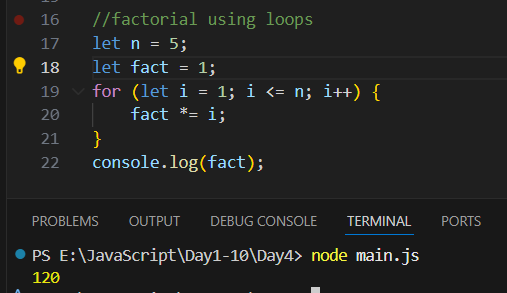 16 //factorial using loops
17 let n = 5;
18 let fact = 1;
19 for (let i = 1; i <= n; i++) {
20     fact *= i;
21 }
22 console.log(fact);
PROBLEMS OUTPUT DEBUG CONSOLE TERMINAL PORTS
PS E:\JavaScript\Day1-10\Day4> node main.js
120